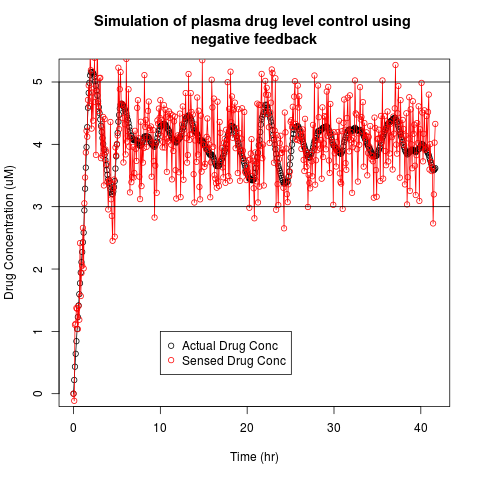 Simulation of plasma drug level control using
negative feedback
Drug Concentration (uM)
5
4
3
2
1
0
Actual Drug Conc
Sensed Drug Conc
0 10 20 30 40
Time (hr)